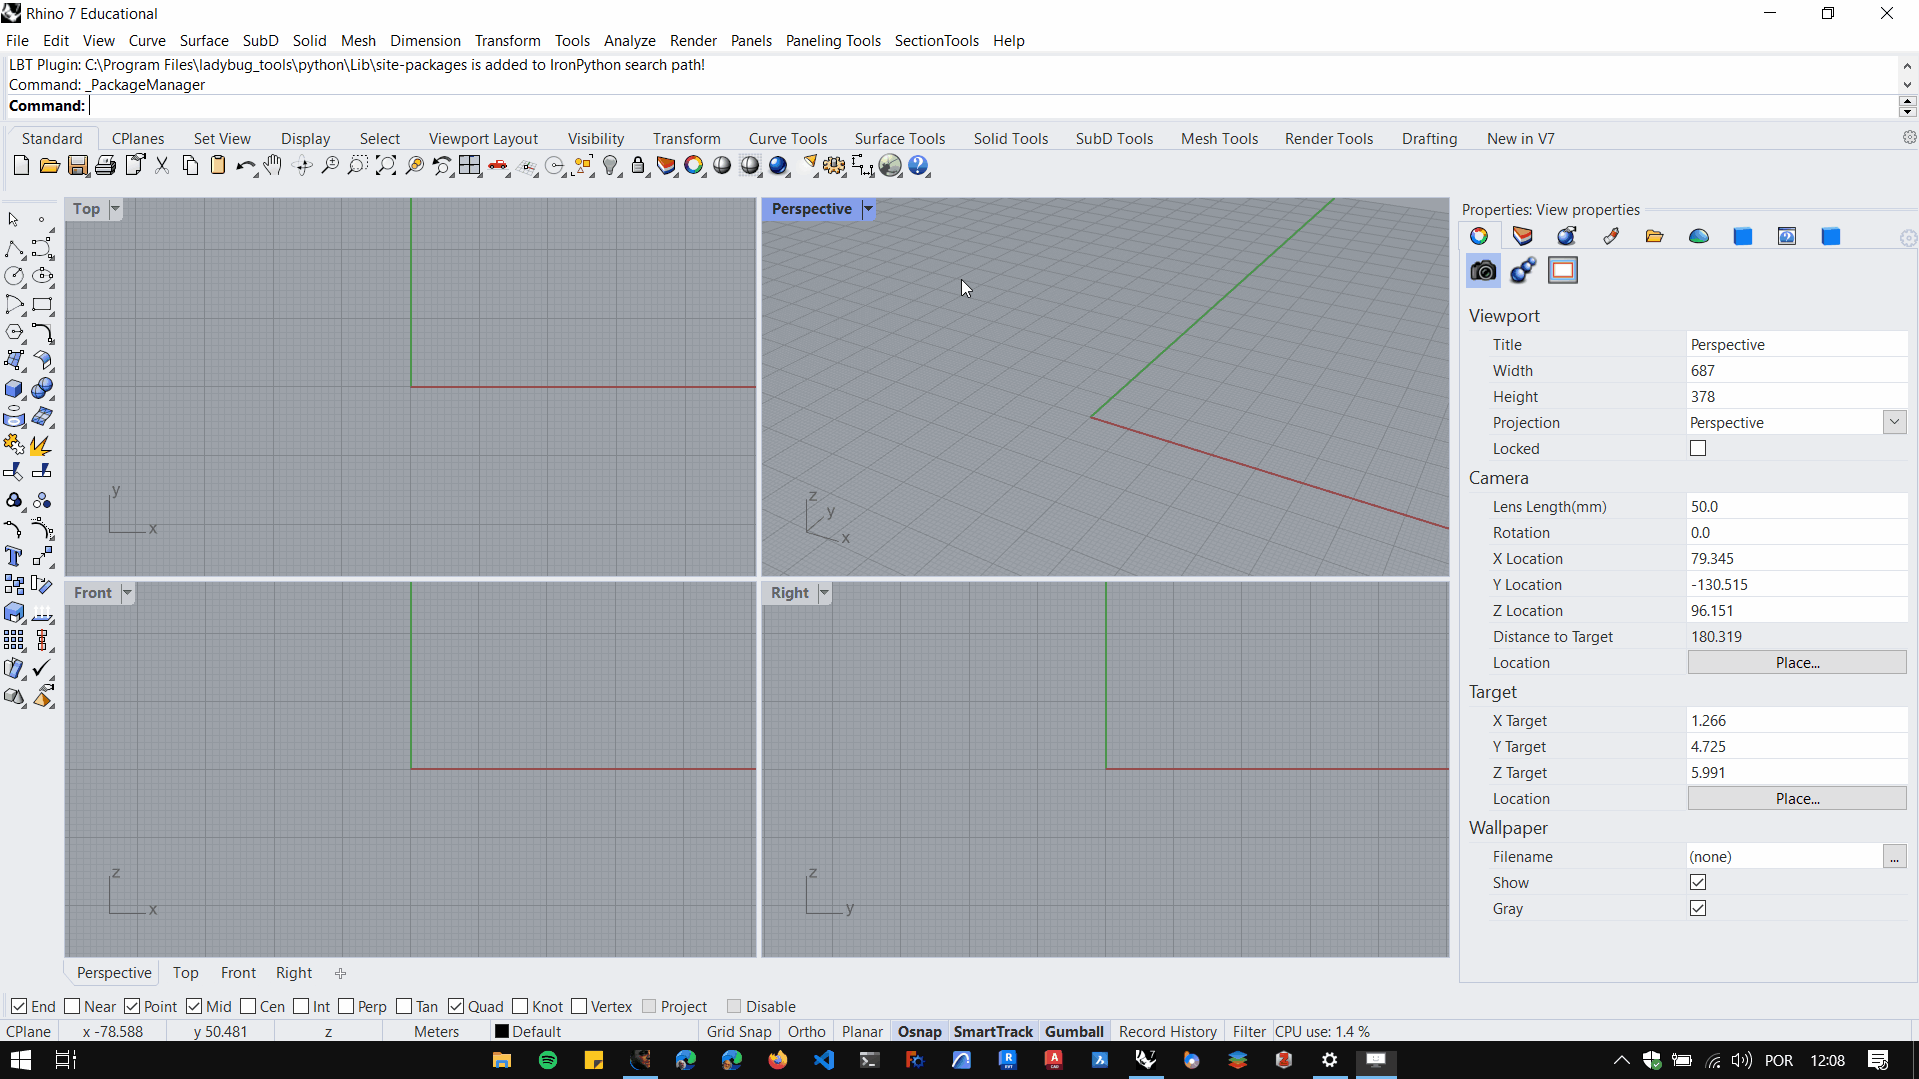 Rhino 7 Educational
File Edit View Curve Surface SubD Solid Mesh Dimension Transform Tools Analyze Render Panels Paneling Tools SectionTools Help
LBT Plugin: C:\Program Files\ladybug_tools\python\Lib\site-packages is added to IronPython search path!
Command: _PackageManager
Command:
Standard CPlanes Set View Display Select Viewport Layout Visibility Transform Curve Tools Surface Tools Solid Tools SubD Tools Mesh Tools Render Tools Drafting New in V7
Top
y
x
Perspective
z
y
x
Front
z
x
Right
z
y
Properties: View properties
Viewport
Title Perspective
Width 687
Height 378
Projection Perspective
Locked
Camera
Lens Length(mm) 50.0
Rotation 0.0
X Location 79.345
Y Location -130.515
Z Location 96.151
Distance to Target 180.319
Location Place...
Target
X Target 1.266
Y Target 4.725
Z Target 5.991
Location Place...
Wallpaper
Filename (none) ...
Show
Gray
Perspective Top Front Right
End Near Point Mid Cen Int Perp Tan Quad Knot Vertex Project Disable
CPlane x -78.588 y 50.481 z Meters Default Grid Snap Ortho Planar Osnap SmartTrack Gumball Record History Filter CPU use: 1.4 %
POR 12:08